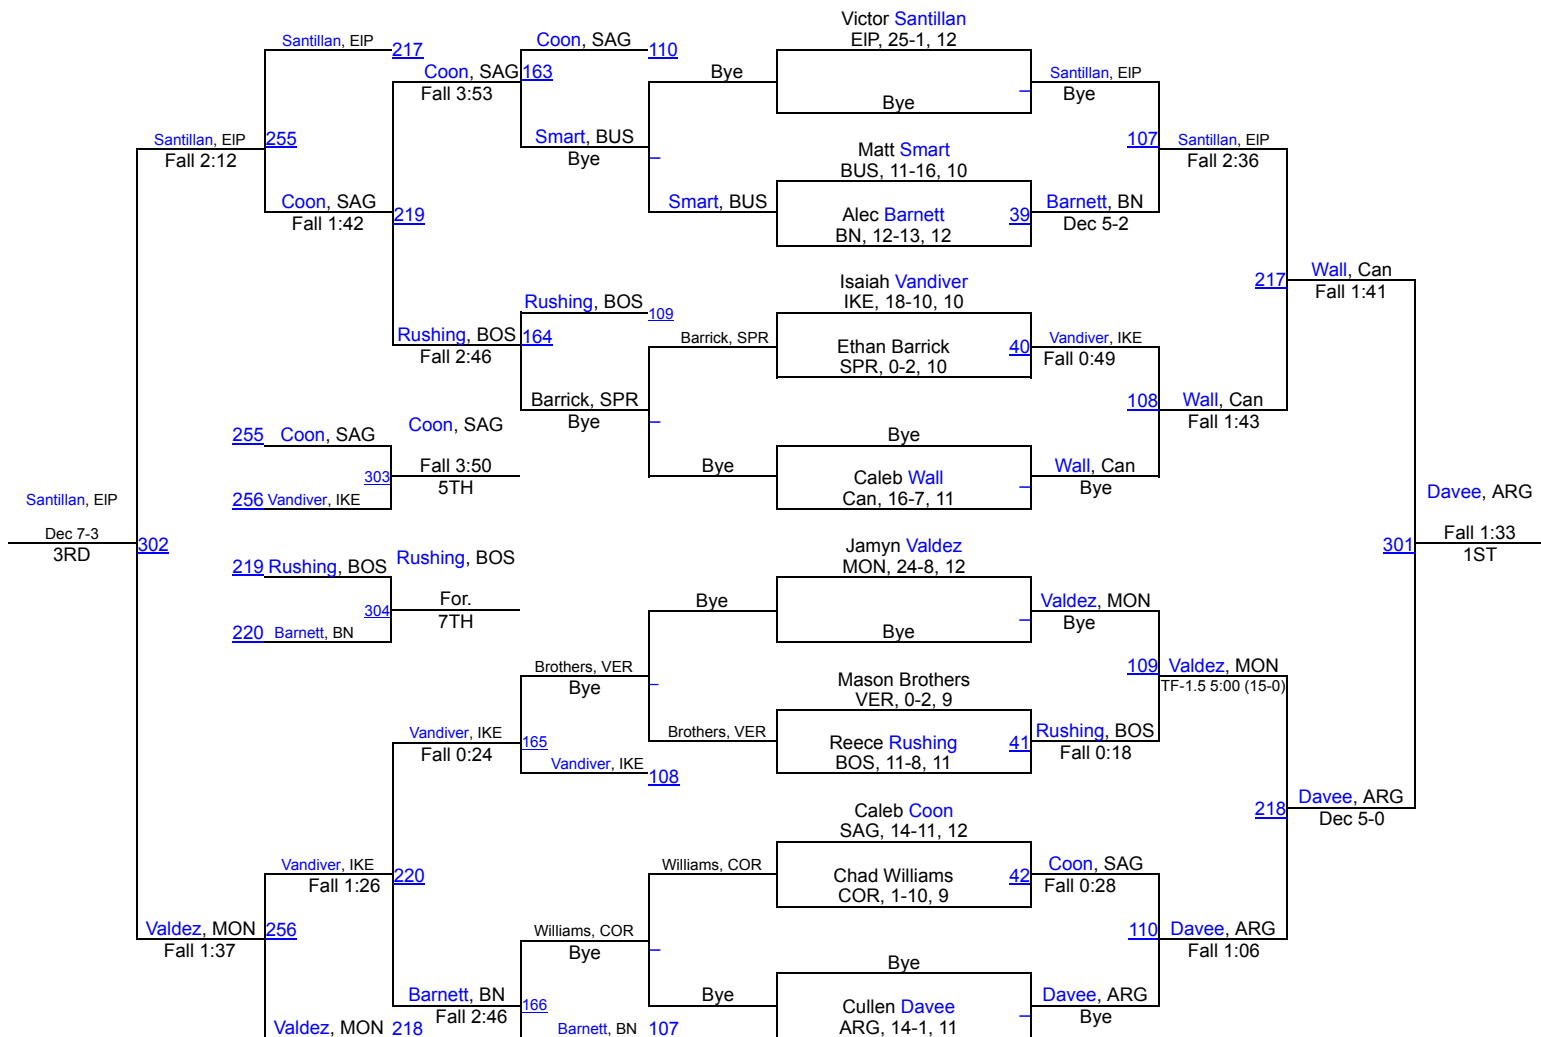 Victor Santillan
EIP, 25-1, 12
Santillan, EIP
217
Coon, SAG
110
Coon, SAG
163
Fall 3:53
Bye
Santillan, EIP
Bye
Bye
Santillan, EIP
255
Fall 2:12
Smart, BUS
Bye
Matt Smart
BUS, 11-16, 10
107
Santillan, EIP
Fall 2:36
Coon, SAG
219
Fall 1:42
Smart, BUS
Alec Barnett
BN, 12-13, 12
39
Barnett, BN
Dec 5-2
Isaiah Vandiver
IKE, 18-10, 10
217
Wall, Can
Fall 1:41
Rushing, BOS
109
Rushing, BOS
164
Fall 2:46
Barrick, SPR
Ethan Barrick
SPR, 0-2, 10
40
Vandiver, IKE
Fall 0:49
Barrick, SPR
Bye
108
Wall, Can
Fall 1:43
255
Coon, SAG
Coon, SAG
Bye
Fall 3:50
303
5TH
Bye
Caleb Wall
Can, 16-7, 11
Wall, Can
Bye
256
Vandiver, IKE
Santillan, EIP
Davee, ARG
Dec 7-3
302
3RD
301
Fall 1:33
1ST
219
Rushing, BOS
Rushing, BOS
Jamyn Valdez
MON, 24-8, 12
For.
304
7TH
Bye
Valdez, MON
Bye
220
Barnett, BN
Bye
Brothers, VER
Bye
Mason Brothers
VER, 0-2, 9
109
Valdez, MON
TF-1.5 5:00 (15-0)
Vandiver, IKE
165
Fall 0:24
Brothers, VER
Reece Rushing
BOS, 11-8, 11
41
Rushing, BOS
Fall 0:18
Vandiver, IKE
108
Caleb Coon
SAG, 14-11, 12
218
Davee, ARG
Dec 5-0
Vandiver, IKE
220
Fall 1:26
Williams, COR
Chad Williams
COR, 1-10, 9
42
Coon, SAG
Fall 0:28
Valdez, MON
256
Fall 1:37
Williams, COR
Bye
110
Davee, ARG
Fall 1:06
Bye
Barnett, BN
166
Fall 2:46
Bye
Cullen Davee
ARG, 14-1, 11
Davee, ARG
Bye
Valdez, MON
218
Barnett, BN
107